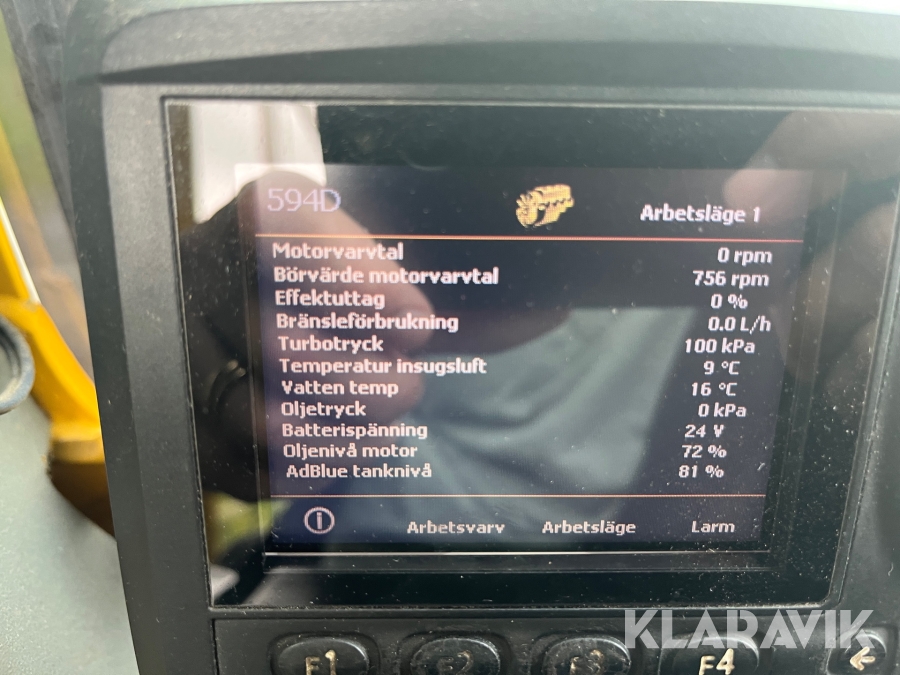 594D Arbetsläge 1
Motorvarvtal 0 rpm
Börvärde motorvarvtal 756 rpm
Effektuttag 0 %
Bränsleförbrukning 0.0 L/h
Turbotryck 100 kPa
Temperatur insugsluft 9 °C
Vatten temp 16 °C
Oljetryck 0 kPa
Batterispänning 24 V
Oljenivå motor 72 %
AdBlue tanknivå 81 %
Arbetsvarv Arbetsläge Larm
KLARAVIK
F1 F2 F3 F4